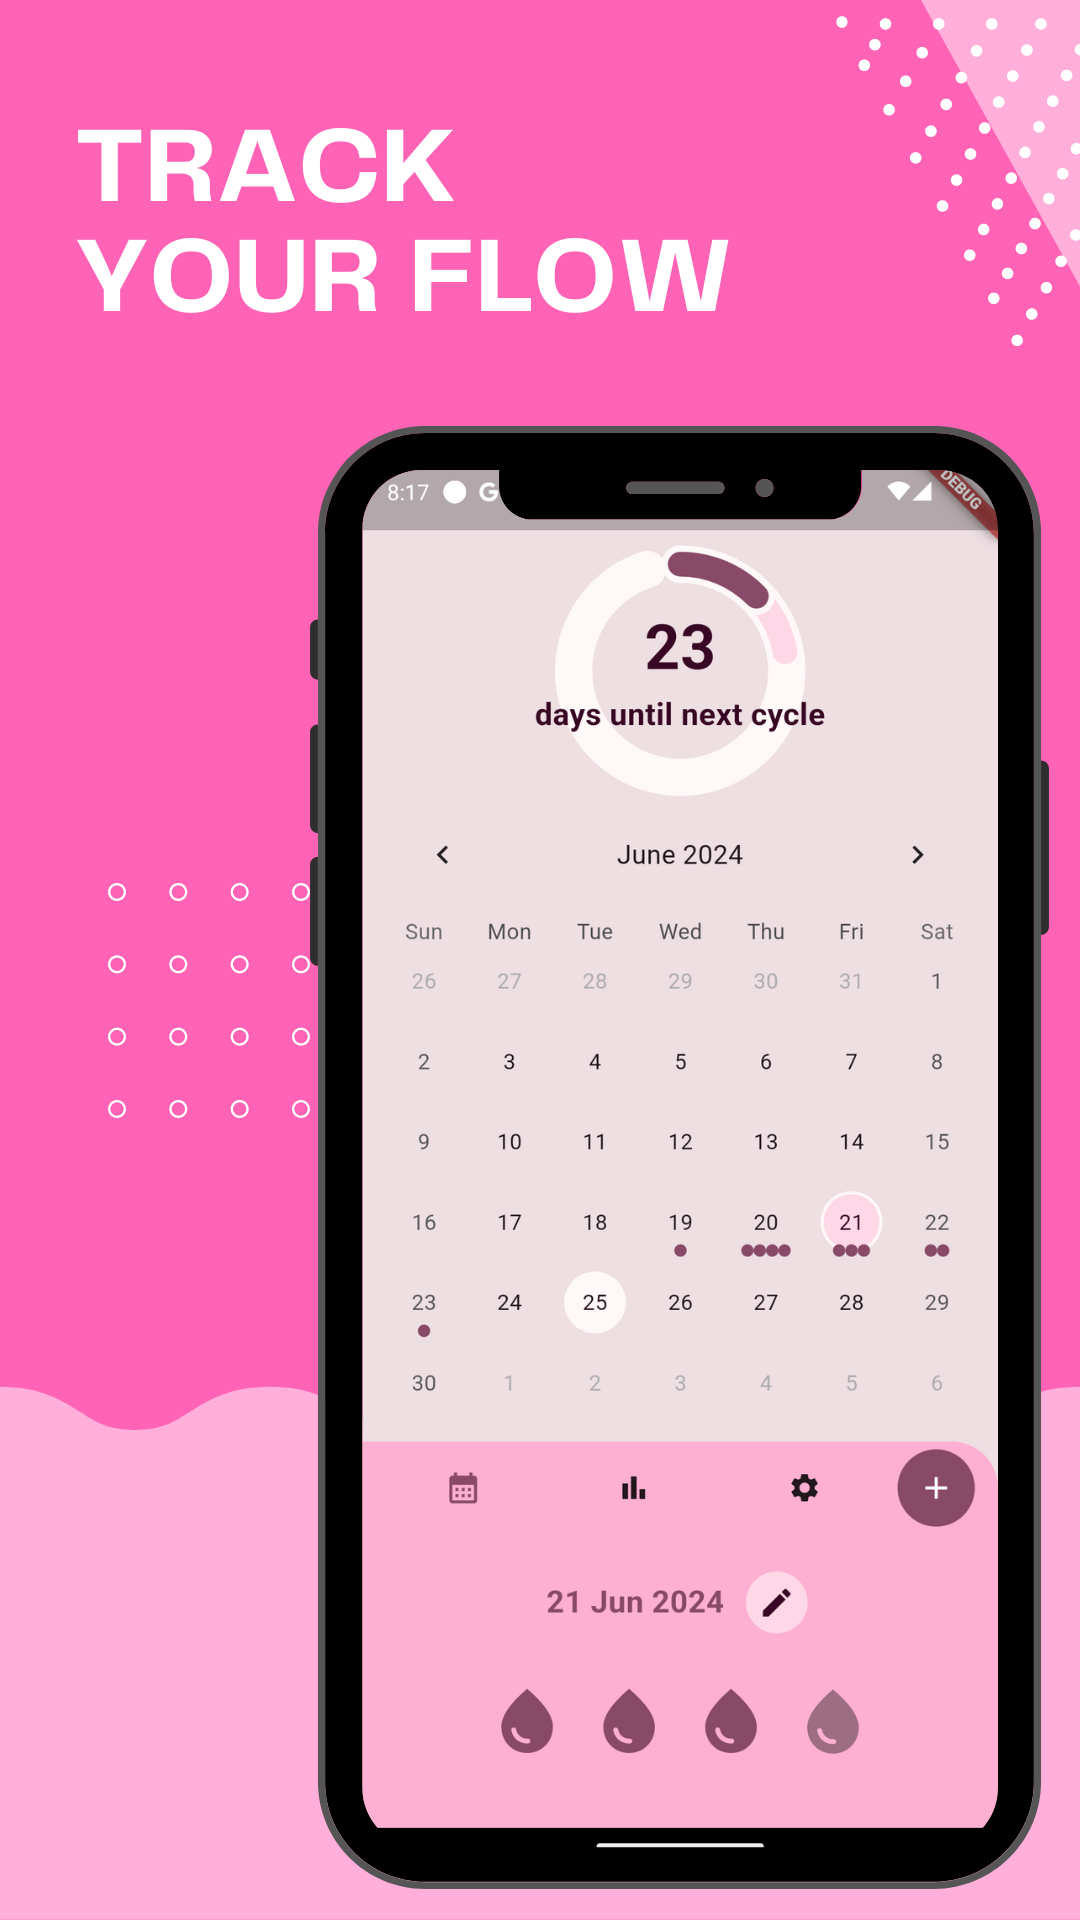 TRACK
YOUR FLOW
8:17 G
DEBUG
23
days until next cycle
June 2024
Sun Mon Tue Wed Thu Fri Sat
26 27 28 29 30 31 1
2 3 4 5 6 7 8
9 10 11 12 13 14 15
16 17 18 19 20 21 22
23 24 25 26 27 28 29
30 1 2 3 4 5 6
21 Jun 2024